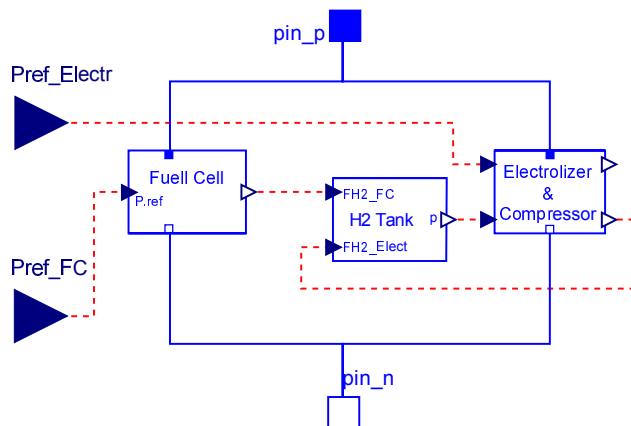 pin_p
Pref_Electr
Fuell Cell
P.ref
FH2_FC
H2 Tank
p
FH2_Elect
Electrolizer
&
Compressor
Pref_FC
pin_n